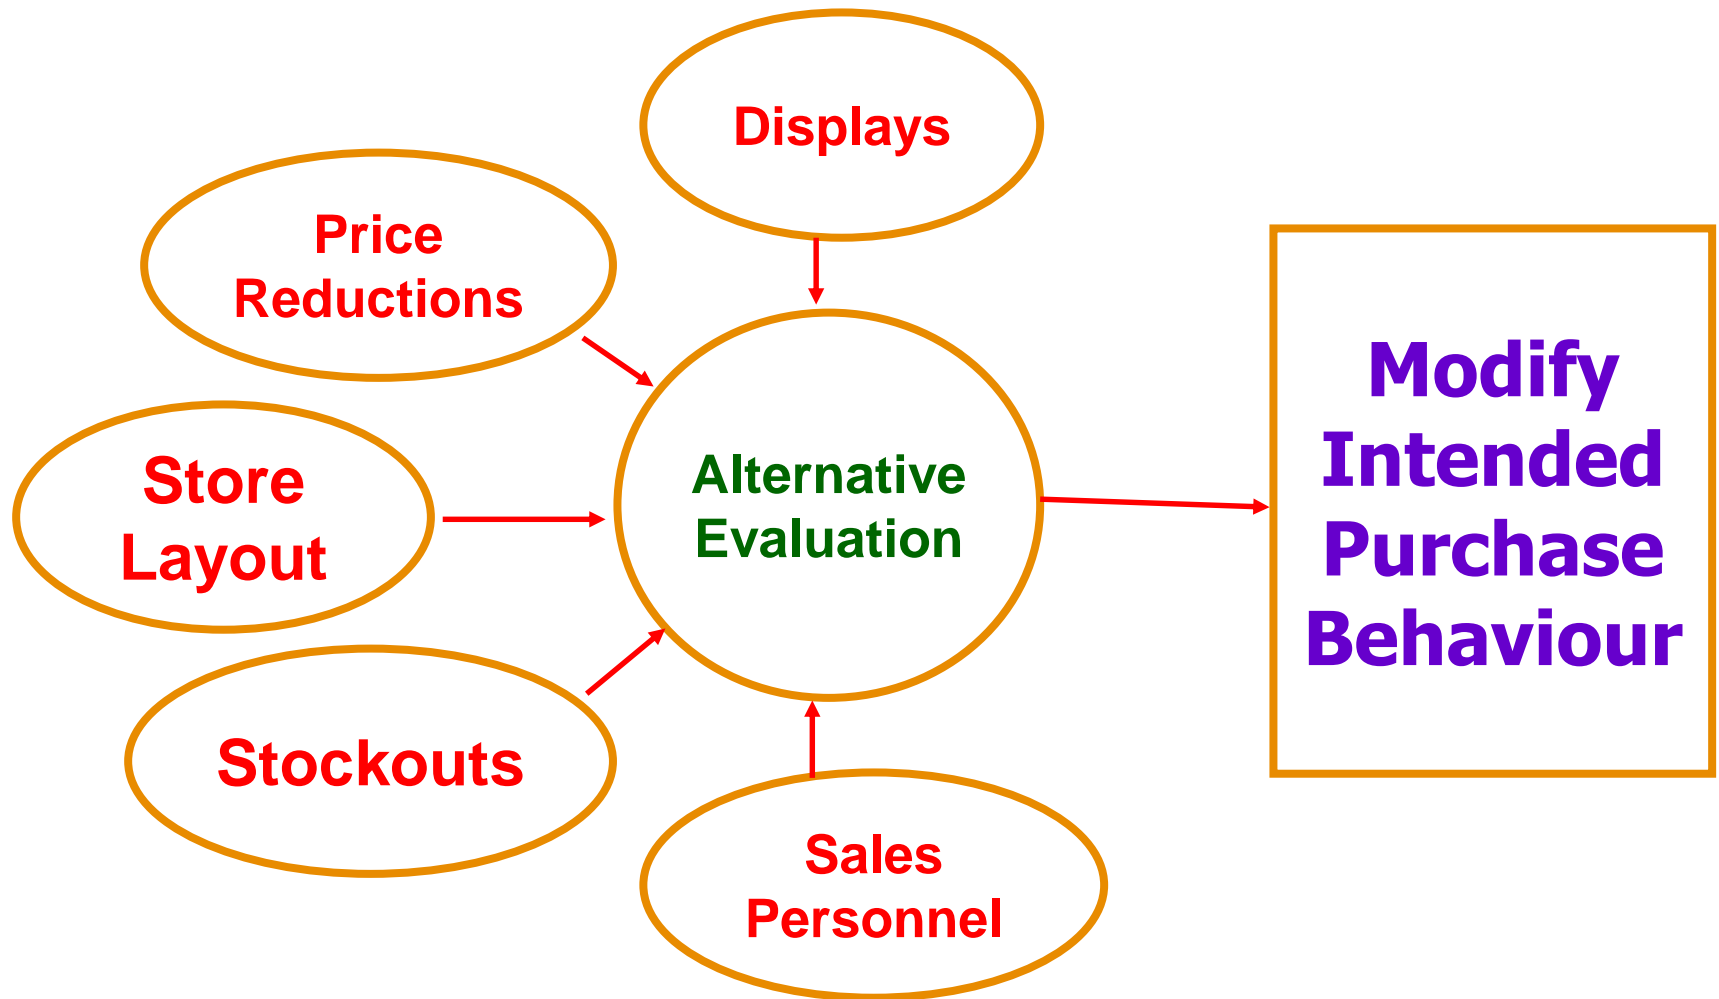 Displays
Price
Reductions
Store
Layout
Alternative
Evaluation
Stockouts
Sales
Personnel
Modify
Intended
Purchase
Behaviour